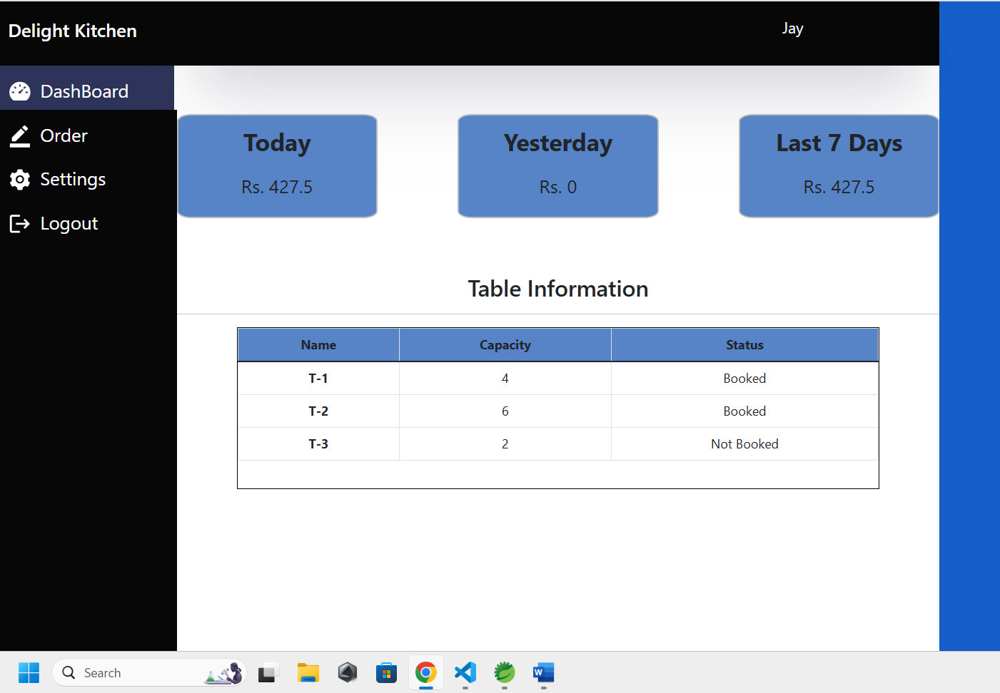 Delight Kitchen
Jay
DashBoard
Order
Settings
Logout
Today
Rs. 427.5
Yesterday
Rs. 0
Last 7 Days
Rs. 427.5
Table Information
Name Capacity Status
T-1 4 Booked
T-2 6 Booked
T-3 2 Not Booked
Search
W